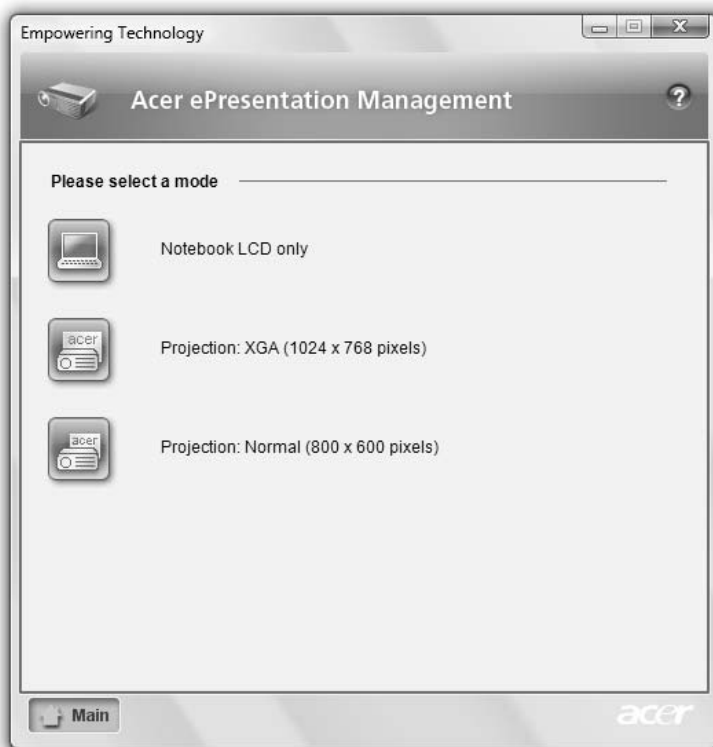 Empowering Technology
Acer ePresentation Management
?
Please select a mode
Notebook LCD only
acer
Projection: XGA (1024 x 768 pixels)
acer
Projection: Normal (800 x 600 pixels)
Main
acer